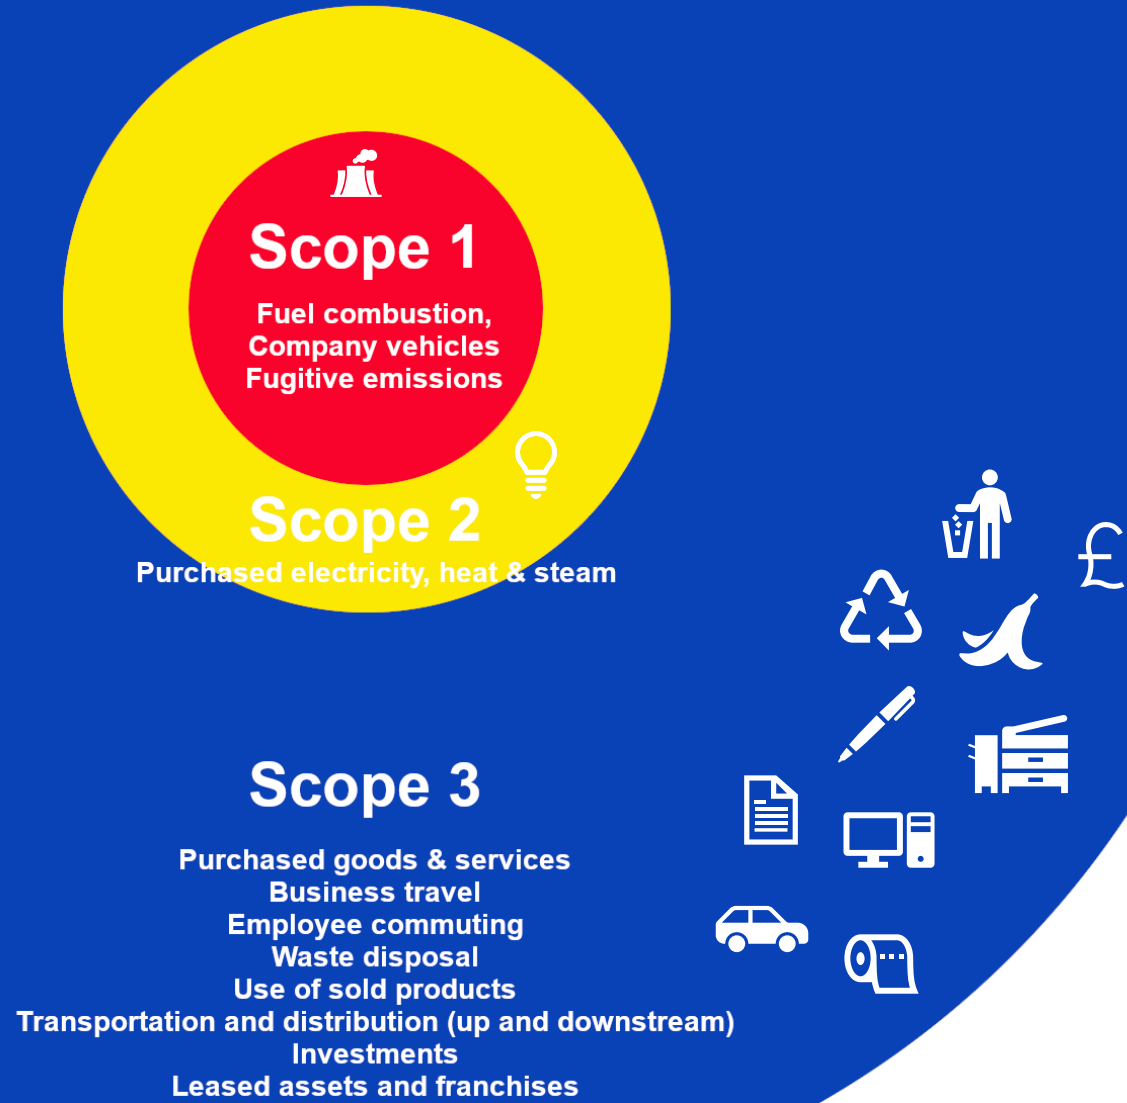 Scope 1
Fuel combustion,
Company vehicles
Fugitive emissions
Scope 2
Purchased electricity, heat & steam
£
Scope 3
Purchased goods & services
Business travel
Employee commuting
Waste disposal
Use of sold products
Transportation and distribution (up and downstream)
Investments
Leased assets and franchises